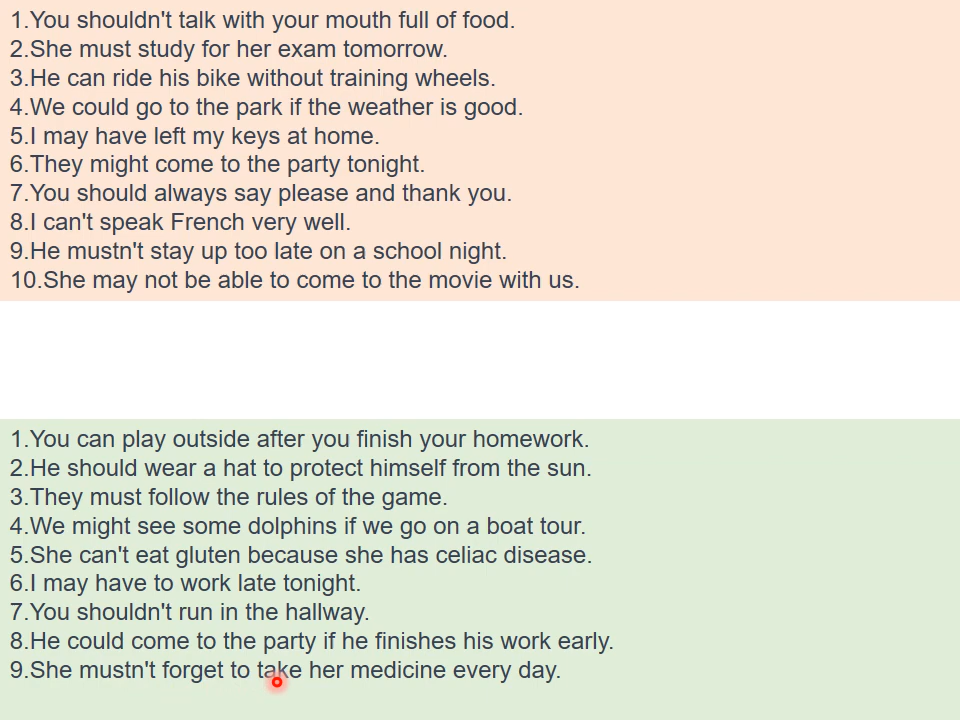 1.You shouldn't talk with your mouth full of food.
2.She must study for her exam tomorrow.
3.He can ride his bike without training wheels.
4.We could go to the park if the weather is good.
5.I may have left my keys at home.
6.They might come to the party tonight.
7.You should always say please and thank you.
8.I can't speak French very well.
9.He mustn't stay up too late on a school night.
10.She may not be able to come to the movie with us.
1.You can play outside after you finish your homework.
2.He should wear a hat to protect himself from the sun.
3.They must follow the rules of the game.
4.We might see some dolphins if we go on a boat tour.
5.She can't eat gluten because she has celiac disease.
6.I may have to work late tonight.
7.You shouldn't run in the hallway.
8.He could come to the party if he finishes his work early.
9.She mustn't forget to take her medicine every day.